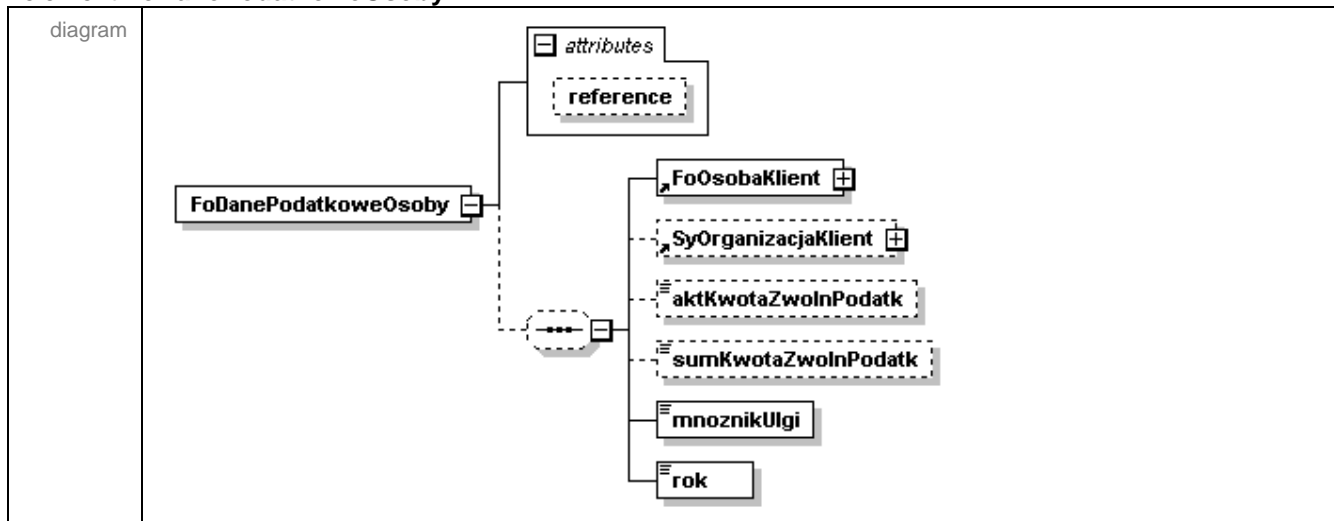 diagram
attributes
reference
FoDanePodatkoweOsoby
FoOsobaKlient
SyOrganizacjaKlient
aktKwotaZwolnPodatk
sumKwotaZwolnPodatk
mnoznikUlgi
rok